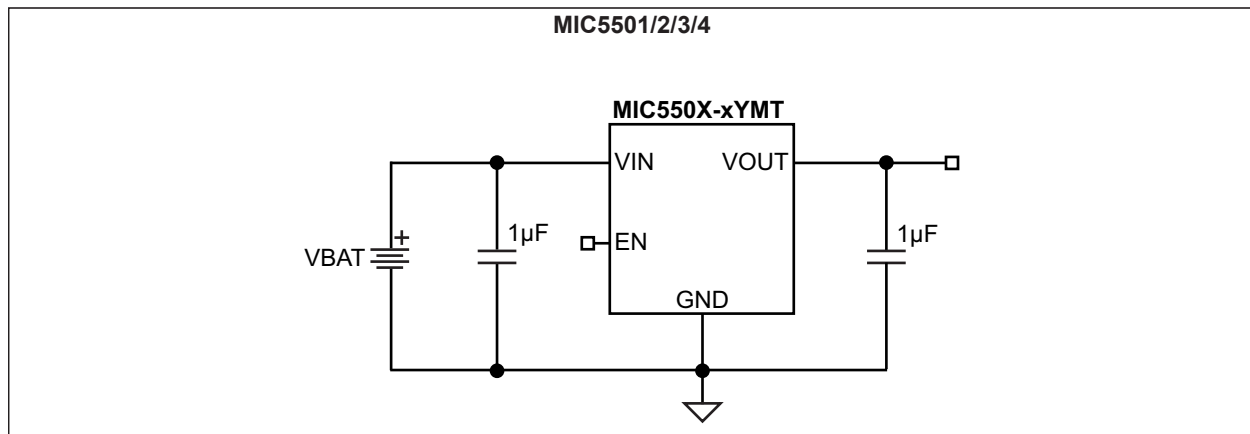 MIC5501/2/3/4
MIC550X-xYMT
VIN
VOUT
EN
1µF
1µF
VBAT
+
GND